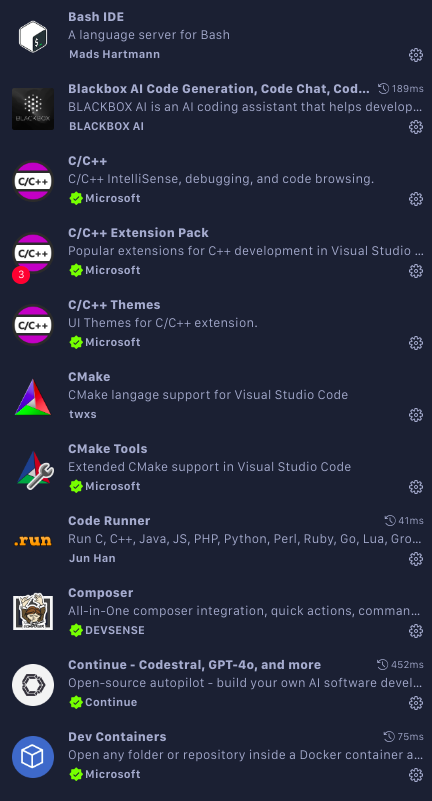 Bash IDE
A language server for Bash
Mads Hartmann
Blackbox AI Code Generation, Code Chat, Cod... 189ms
BLACKBOX AI is an AI coding assistant that helps develop...
BLACKBOX
BLACKBOX AI
C/C++
C/C++
C/C++ IntelliSense, debugging, and code browsing.
Microsoft
C/C++ Extension Pack
C/C++
Popular extensions for C++ development in Visual Studio ...
3
Microsoft
C/C++ Themes
C/C++
UI Themes for C/C++ extension.
Microsoft
CMake
CMake langage support for Visual Studio Code
twxs
CMake Tools
Extended CMake support in Visual Studio Code
Microsoft
Code Runner 41ms
.run
Run C, C++, Java, JS, PHP, Python, Perl, Ruby, Go, Lua, Gro...
Jun Han
Composer
All-in-One composer integration, quick actions, comman...
DEVSENSE
Continue - Codestral, GPT-4o, and more 452ms
Open-source autopilot - build your own AI software devel...
Continue
Dev Containers 75ms
Open any folder or repository inside a Docker container a...
Microsoft